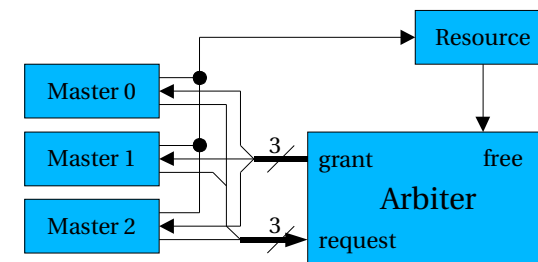 Resource
Master 0
Master 1
3
grant free
Arbiter
Master 2
3
request